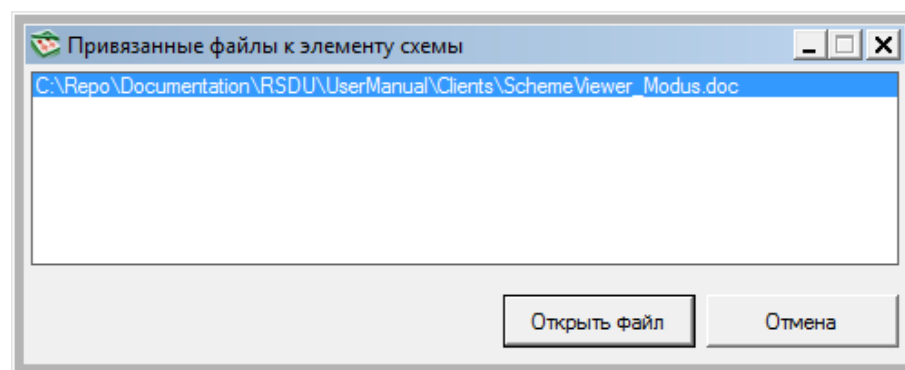 Привязанные файлы к элементу схемы
C:\Repo\Documentation\RSDU\UserManual\Clients\SchemeViewer_Modus.doc
Открыть файл
Отмена